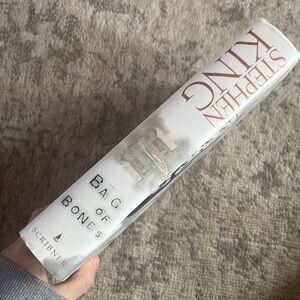 STEPHEN
KING
BAG
OF
BONES
SCRIBNER